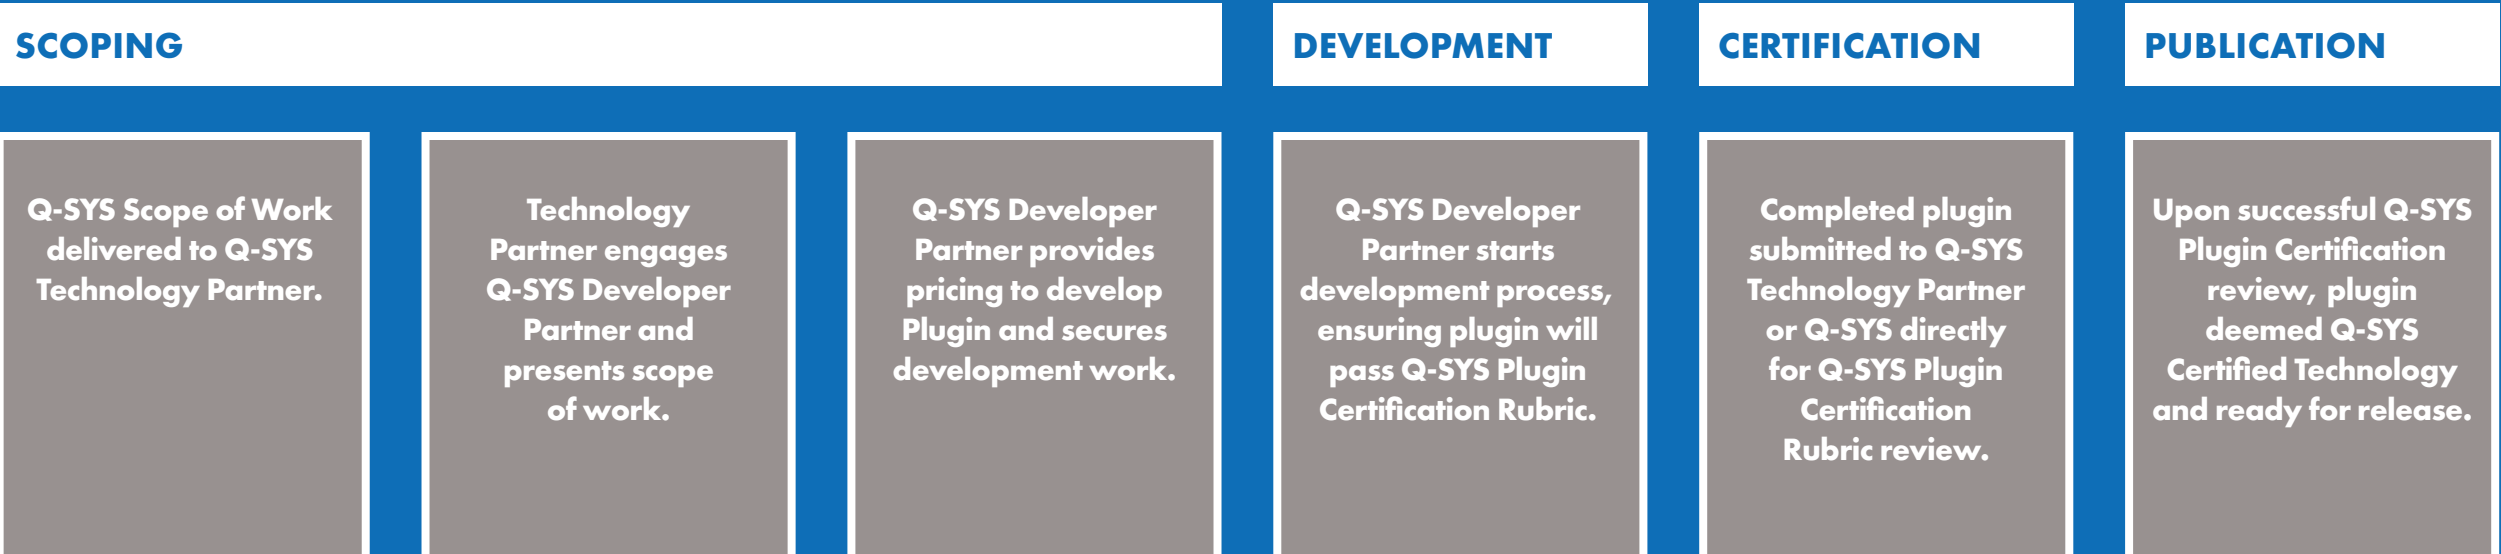 SCOPING
DEVELOPMENT
CERTIFICATION
PUBLICATION
Q-SYS Scope of Work
delivered to Q-SYS
Technology Partner.
Technology
Partner engages
Q-SYS Developer
Partner and
presents scope
of work.
Q-SYS Developer
Partner provides
pricing to develop
Plugin and secures
development work.
Q-SYS Developer
Partner starts
development process,
ensuring plugin will
pass Q-SYS Plugin
Certification Rubric.
Completed plugin
submitted to Q-SYS
Technology Partner
or Q-SYS directly
for Q-SYS Plugin
Certification
Rubric review.
Upon successful Q-SYS
Plugin Certification
review, plugin
deemed Q-SYS
Certified Technology
and ready for release.